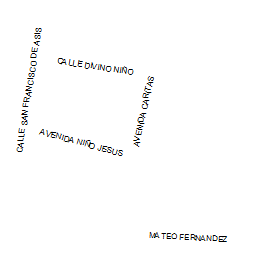 CALLE SAN FRANCISCO DE ASIS
CALLE DIVINO NIÑO
AVENIDA CARITAS
AVENIDA NIÑO JESUS
MATEO FERNANDEZ